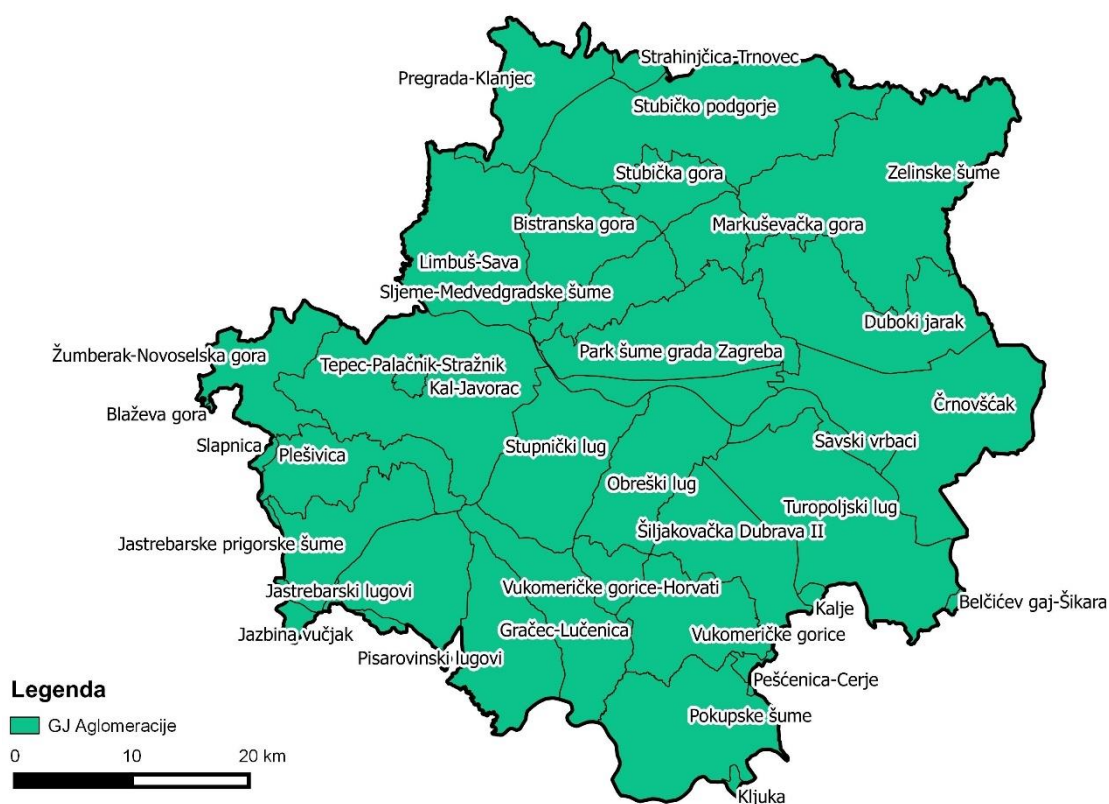 Strahinjčica-Trnovec
Pregrada-Klanjec
Stubičko podgorje
Stubička gora
Zelinske šume
Bistranska gora
Markuševačka gora
Limbuš-Sava
Sljeme-Medvedgradske šume
Duboki jarak
Park šume grada Zagreba
Žumberak-Novoselska gora
Tepec-Palačnik-Stražnik
Kal-Javorac
Črnovšćak
Blaževa gora
Slapnica
Plešivica
Stupnički lug
Savski vrbaci
Obreški lug
Turopoljski lug
Šiljakovačka Dubrava II
Jastrebarske prigorske šume
Jastrebarski lugovi
Vukomeričke gorice-Horvati
Kalje
Belčićev gaj-Šikara
Jazbina vučjak
Gračec-Lučenica
Vukomeričke gorice
Pisarovinski lugovi
Pešćenica-Cerje
Pokupske šume
Kljuka
Legenda
GJ Aglomeracije
0 10 20 km